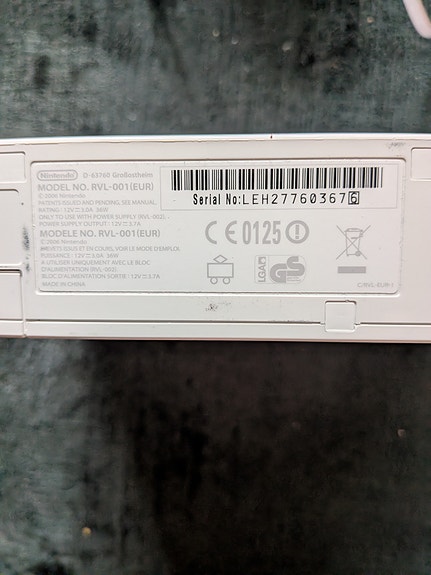 Nintendo D-63760 Großostheim
MODEL NO. RVL-001(EUR)
©2006 Nintendo
PATENTS ISSUED AND PENDING, SEE MANUAL
RATING : 12V⎓3.0A 36W
ONLY TO USE WITH POWER SUPPLY (RVL-002).
POWER SUPPLY OUTPUT : 12V⎓3.7A
MODELE NO. RVL-001(EUR)
©2006 Nintendo
BREVETS ISSUS ET EN COURS, VOIR LE MODE D'EMPLOI
PUISSANCE : 12V⎓3.0A 36W
A UTILISER UNIQUEMENT AVEC LE BLOC
D'ALIMENTATION (RVL-002).
BLOC D'ALIMENTATION SORTIE : 12V⎓3.7A
MADE IN CHINA
Serial No:LEH277603676
CE0125
LGA
GS
C/RVL-EUR-1